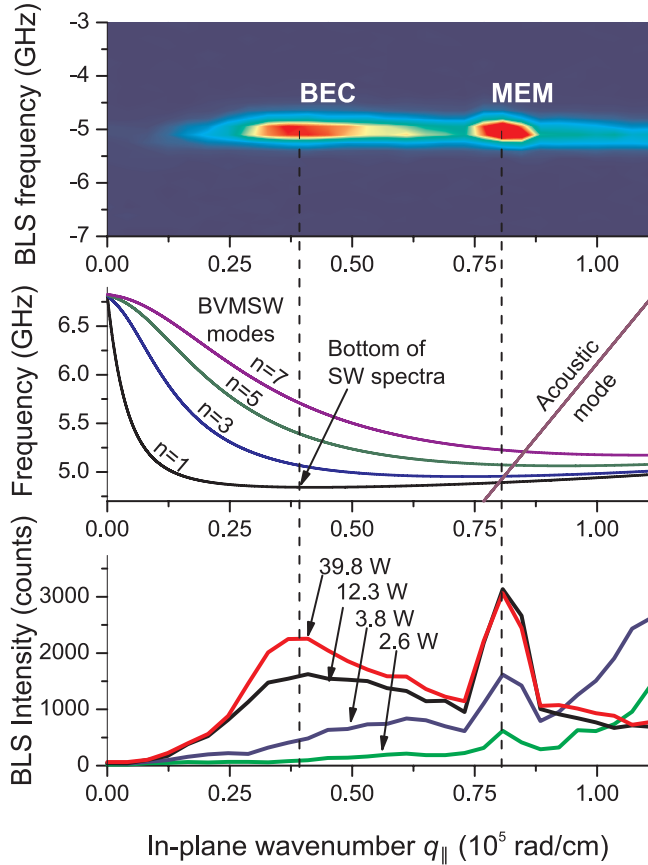 BLS frequency (GHz)
-3
-4
-5
-6
-7
BEC
MEM
0.00 0.25 0.50 0.75 1.00
Frequency (GHz)
6.5
6.0
5.5
5.0
BVMSW
modes
n=7
n=5
n=3
n=1
Bottom of
SW spectra
Acoustic
mode
0.00 0.25 0.50 0.75 1.00
BLS Intensity (counts)
3000
2000
1000
0
39.8 W
12.3 W
3.8 W
2.6 W
0.00 0.25 0.50 0.75 1.00
In-plane wavenumber q∥ (10⁵ rad/cm)